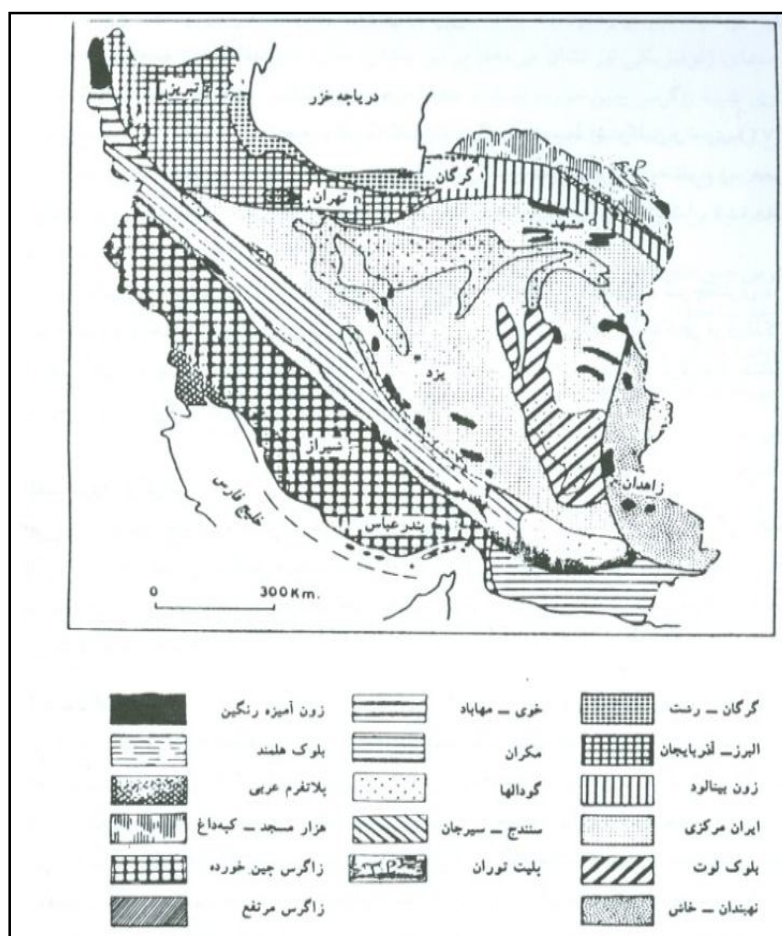 دریاچه خزر
تبریز
گرگان
T.P.
تهران
مشهد
یزد
شیراز
زاهدان
خلیج فارس
بندرعباس
0 300 Km.
گرگان – رشت
خوی – مهاباد
زون آمیزه رنگین
البرز – آذربایجان
مکران
بلوک هلمند
زون بینالود
گودالها
پلاتفرم عربی
ایران مرکزی
سنندج – سیرجان
هزار مسجد – کپه‌داغ
بلوک لوت
پلیت توران
T.P.
زاگرس چین خورده
نهبندان – خاش
زاگرس مرتفع